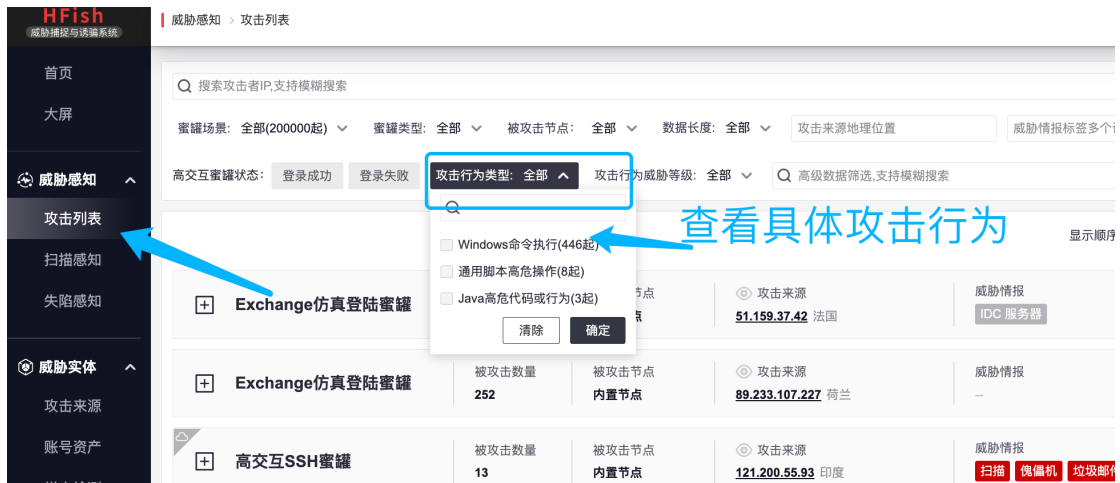 HFish
威胁捕捉与诱骗系统
首页
大屏
威胁感知
攻击列表
扫描感知
失陷感知
威胁实体
攻击来源
账号资产
威胁感知 > 攻击列表
搜索攻击者IP,支持模糊搜索
蜜罐场景: 全部(200000起) 蜜罐类型: 全部 被攻击节点: 全部 数据长度: 全部 攻击来源地理位置 威胁情报标签多个
高交互蜜罐状态: 登录成功 登录失败 攻击行为类型: 全部 攻击行为威胁等级: 全部 高级数据筛选,支持模糊搜索
Windows命令执行(446起)
通用脚本高危操作(8起)
Java高危代码或行为(3起)
清除 确定
查看具体攻击行为
显示顺序
Exchange仿真登陆蜜罐
攻击来源
51.159.37.42 法国
威胁情报
IDC 服务器
Exchange仿真登陆蜜罐
被攻击数量
252
被攻击节点
内置节点
攻击来源
89.233.107.227 荷兰
威胁情报
--
高交互SSH蜜罐
被攻击数量
13
被攻击节点
内置节点
攻击来源
121.200.55.93 印度
威胁情报
扫描 傀儡机 垃圾邮件